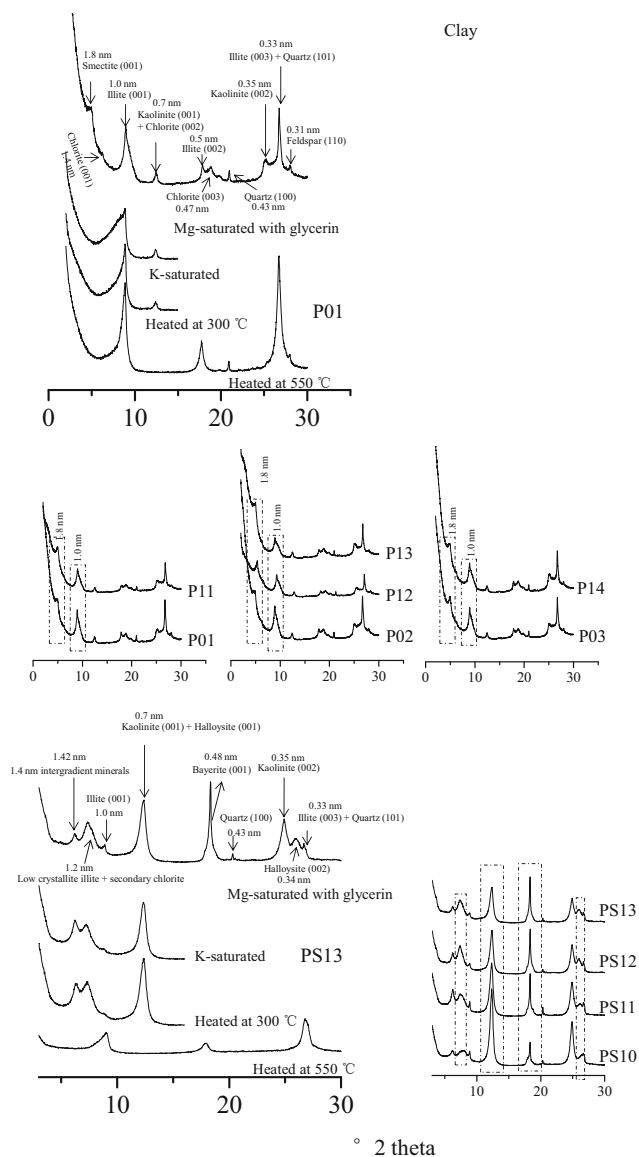 Clay
1.8 nm
Smectite (001)
Chlorite (001)
1.4 nm
1.0 nm
Illite (001)
0.7 nm
Kaolinite (001)
+ Chlorite (002)
0.5 nm
Illite (002)
Chlorite (003)
0.47 nm
Quartz (100)
0.43 nm
0.35 nm
Kaolinite (002)
0.33 nm
Illite (003) + Quartz (101)
0.31 nm
Feldspar (110)
Mg-saturated with glycerin
K-saturated
Heated at 300 ℃
P01
Heated at 550 ℃
0 10 20 30
1.8 nm
1.0 nm
P11
P01
0 10 20 30
1.8 nm
1.0 nm
P13
P12
P02
0 10 20 30
1.8 nm
1.0 nm
P14
P03
0 10 20 30
0.7 nm
Kaolinite (001) + Halloysite (001)
1.42 nm
1.4 nm intergradient minerals
Illite (001)
1.0 nm
1.2 nm
Low crystallite illite + secondary chlorite
0.48 nm
Bayerite (001)
Quartz (100)
0.43 nm
0.35 nm
Kaolinite (002)
0.33 nm
Illite (003) + Quartz (101)
Halloysite (002)
0.34 nm
Mg-saturated with glycerin
K-saturated
PS13
Heated at 300 ℃
Heated at 550 ℃
10 20 30
PS13
PS12
PS11
PS10
10 20 30
° 2 theta